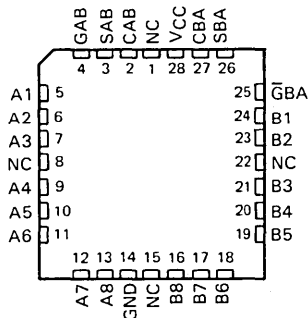 GAB SAB CAB NC VCC CBA SBA
4 3 2 1 28 27 26
A1 5 25 G̅BA
A2 6 24 B1
A3 7 23 B2
NC 8 22 NC
A4 9 21 B3
A5 10 20 B4
A6 11 19 B5
12 13 14 15 16 17 18
A7 A8 GND NC B8 B7 B6